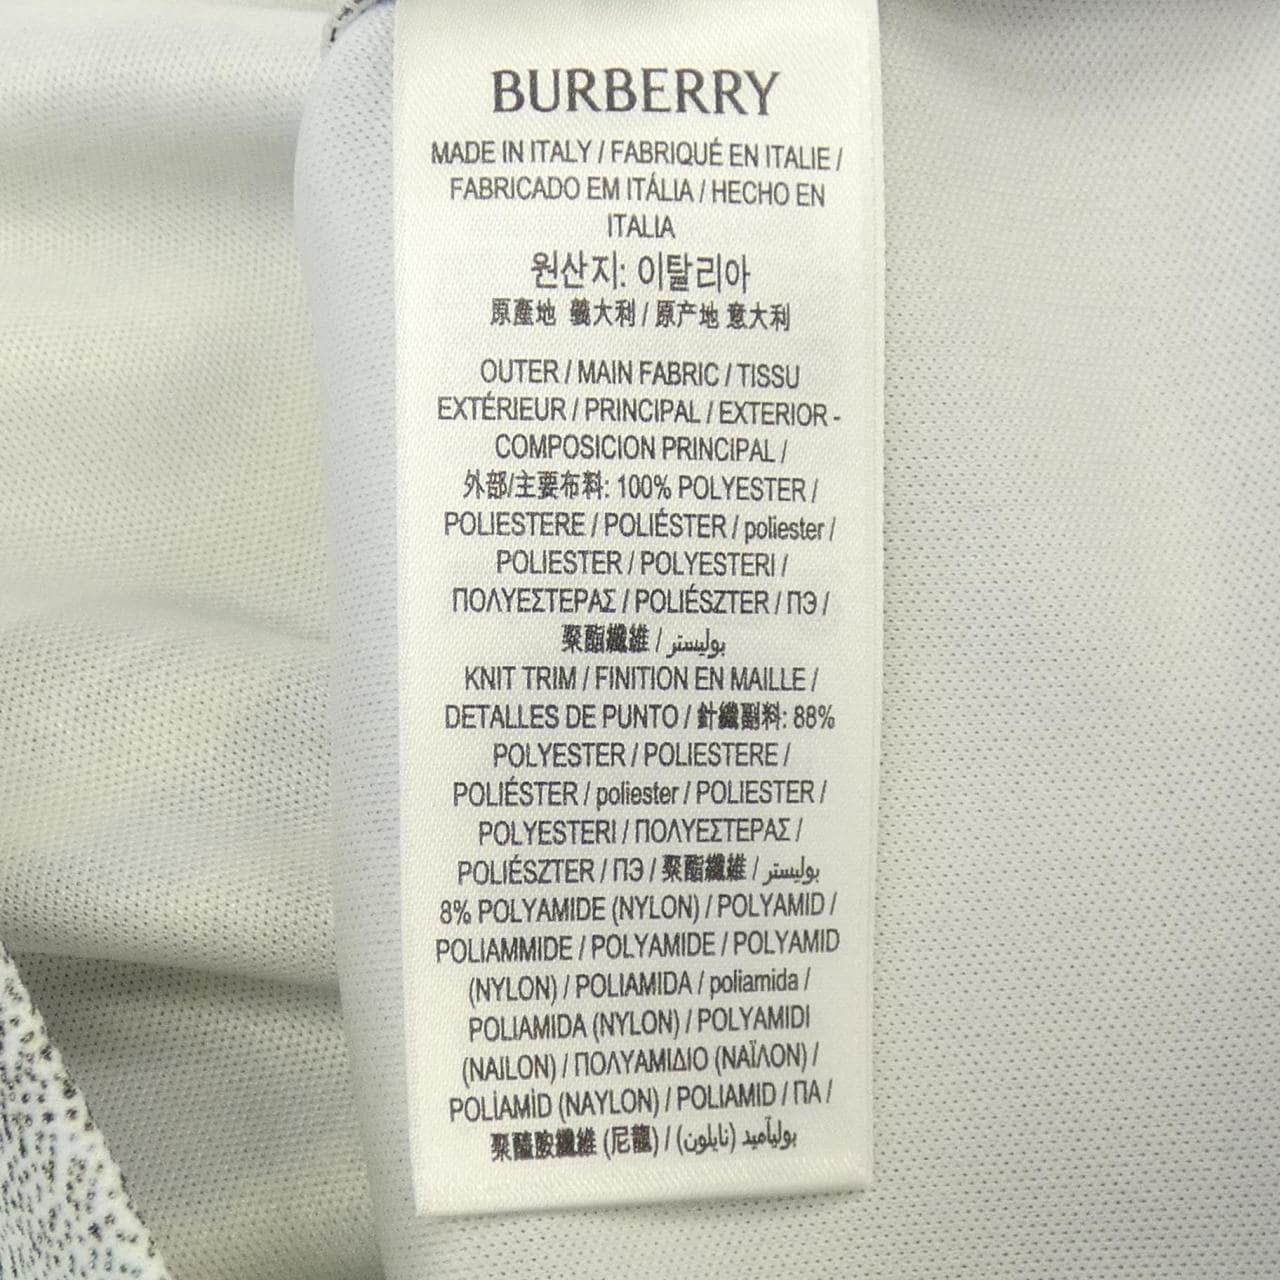 BURBERRY
MADE IN ITALY / FABRIQUÉ EN ITALIE /
FABRICADO EM ITÁLIA / HECHO EN
ITALIA
원산지: 이탈리아
原產地 義大利 / 原产地 意大利
OUTER / MAIN FABRIC / TISSU
EXTÉRIEUR / PRINCIPAL / EXTERIOR -
COMPOSICION PRINCIPAL /
外部/主要布料: 100% POLYESTER /
POLIESTERE / POLIÉSTER / poliester /
POLIESTER / POLYESTERI /
ΠΟΛΥΕΣΤΕΡΑΣ / POLIÉSZTER / ПЭ /
聚酯纖維 / بوليستر
KNIT TRIM / FINITION EN MAILLE /
DETALLES DE PUNTO / 針織副料: 88%
POLYESTER / POLIESTERE /
POLIÉSTER / poliester / POLIESTER /
POLYESTERI / ΠΟΛΥΕΣΤΕΡΑΣ /
POLIÉSZTER / ПЭ / 聚酯纖維 / بوليستر
8% POLYAMIDE (NYLON) / POLYAMID /
POLIAMMIDE / POLYAMIDE / POLYAMID
(NYLON) / POLIAMIDA / poliamida /
POLIAMIDA (NYLON) / POLYAMIDI
(NAILON) / ΠΟΛΥΑΜΙΔΙΟ (ΝΑΪΛΟΝ) /
POLİAMİD (NAYLON) / POLIAMID / ПА /
聚醯胺纖維 (尼龍) / بوليآميد (نايلون)